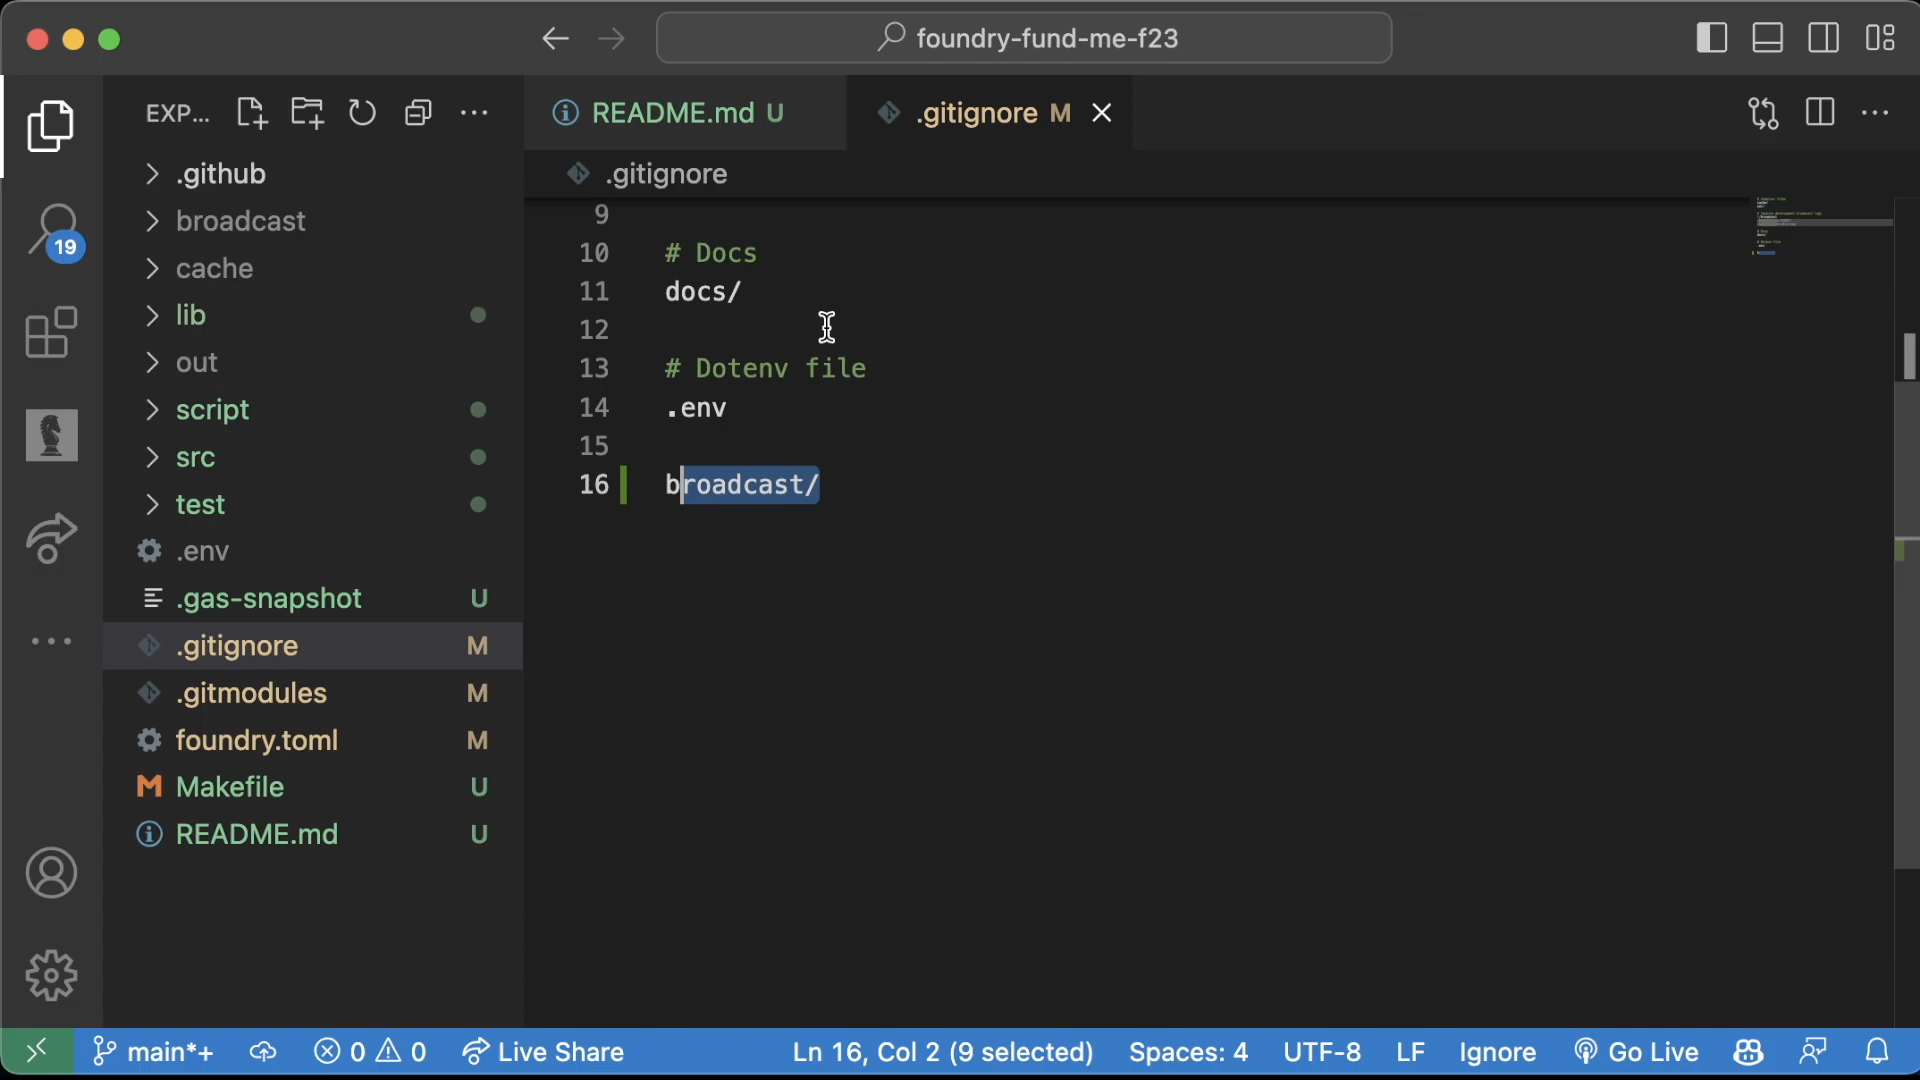 foundry-fund-me-f23
EXP...
README.md U
.gitignore M
.gitignore
.github
broadcast
cache
lib
out
script
src
test
.env
.gas-snapshot U
.gitignore M
.gitmodules M
foundry.toml M
Makefile U
README.md U
19
9
10 # Docs
11 docs/
12
13 # Dotenv file
14 .env
15
16 broadcast/
main*+
0
0
Live Share
Ln 16, Col 2 (9 selected)
Spaces: 4
UTF-8
LF
Ignore
Go Live